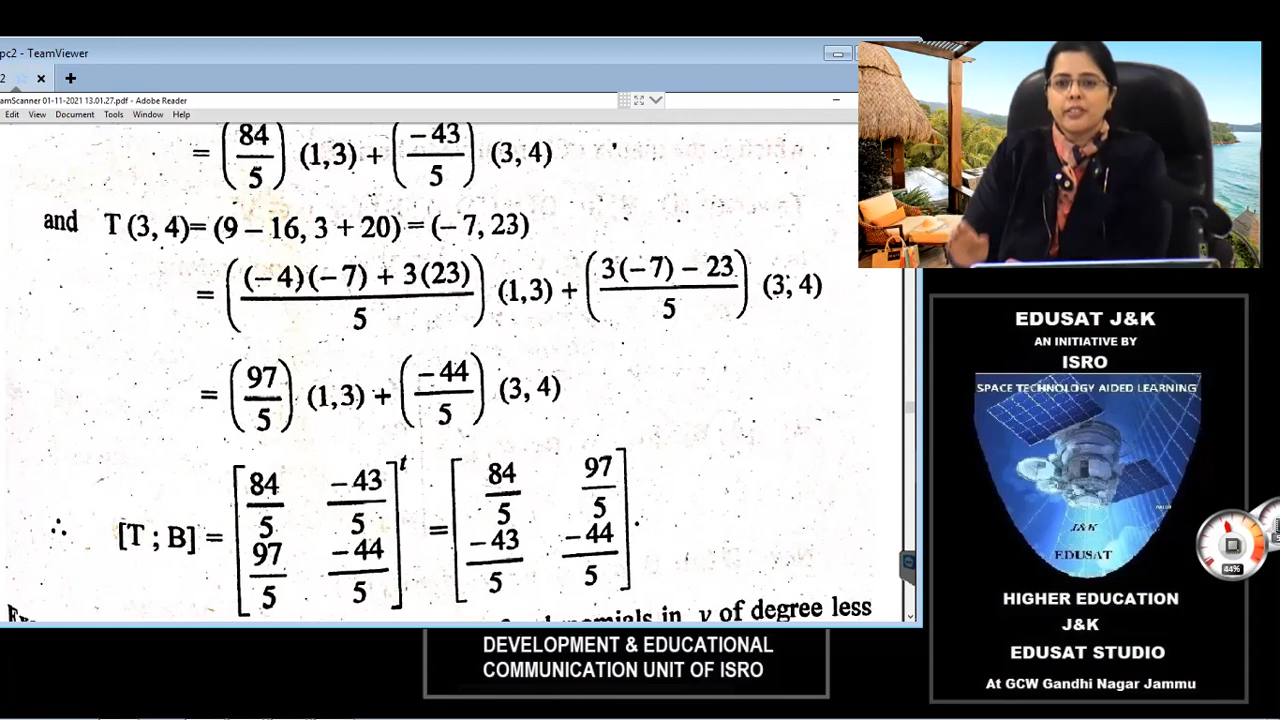 pc2 - TeamViewer
2
amScanner 01-11-2021 13.01.27.pdf - Adobe Reader
Edit View Document Tools Window Help
= (84/5) (1,3) + (-43/5) (3, 4)
and T (3, 4)= (9 – 16, 3 + 20) = (– 7, 23)
= (((– 4)(– 7) + 3(23))/5) (1,3) + ((3(–7) – 23)/5) (3, 4)
= (97/5) (1,3) + (-44/5) (3, 4)
∴ [T ; B] = [84/5 -43/5; 97/5 -44/5]^t = [84/5 97/5; -43/5 -44/5].
of degree less
EDUSAT J&K
AN INITIATIVE BY
ISRO
SPACE TECHNOLOGY AIDED LEARNING
J&K
EDUSAT
HIGHER EDUCATION
J&K
EDUSAT STUDIO
At GCW Gandhi Nagar Jammu
DEVELOPMENT & EDUCATIONAL
COMMUNICATION UNIT OF ISRO
44%